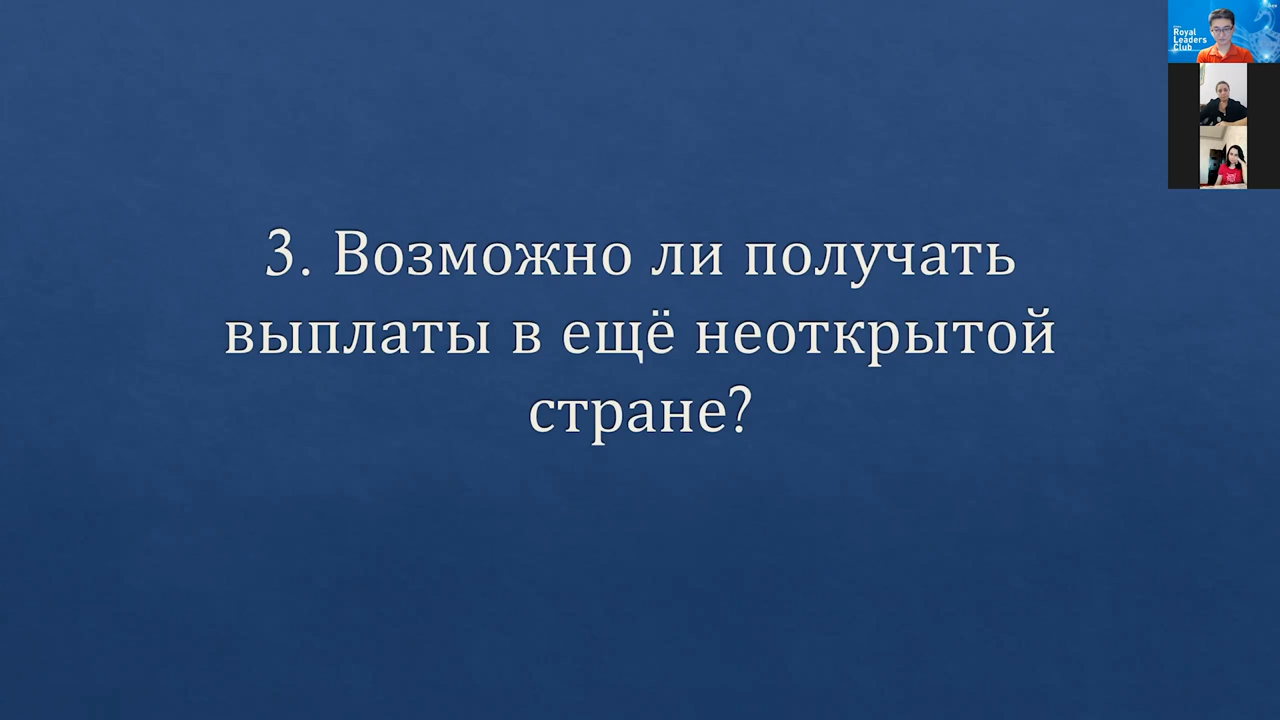 3. Возможно ли получать
выплаты в ещё неоткрытой
стране?
Royal
Leaders
Club